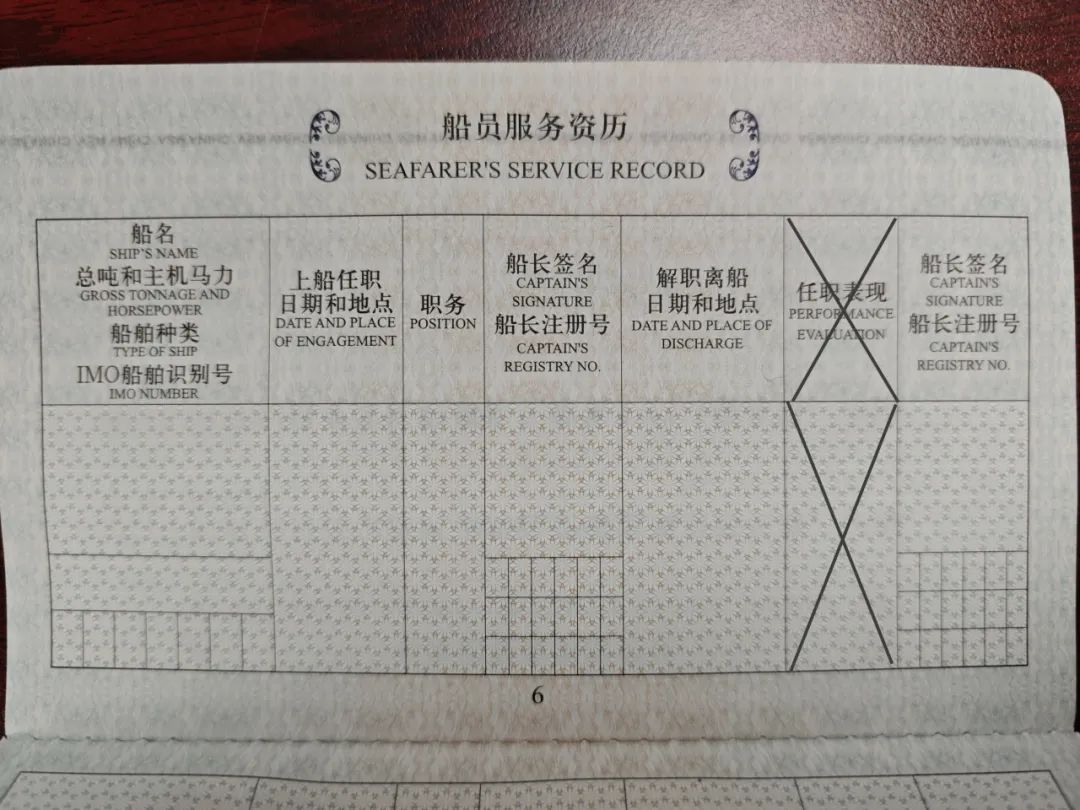 船员服务资历
SEAFARER'S SERVICE RECORD
船名
SHIP'S NAME
总吨和主机马力
GROSS TONNAGE AND
HORSEPOWER
船舶种类
TYPE OF SHIP
IMO船舶识别号
IMO NUMBER
上船任职
日期和地点
DATE AND PLACE
OF ENGAGEMENT
职务
POSITION
船长签名
CAPTAIN'S
SIGNATURE
船长注册号
CAPTAIN'S
REGISTRY NO.
解职离船
日期和地点
DATE AND PLACE OF
DISCHARGE
任职表现
PERFORMANCE
EVALUATION
船长签名
CAPTAIN'S
SIGNATURE
船长注册号
CAPTAIN'S
REGISTRY NO.
6